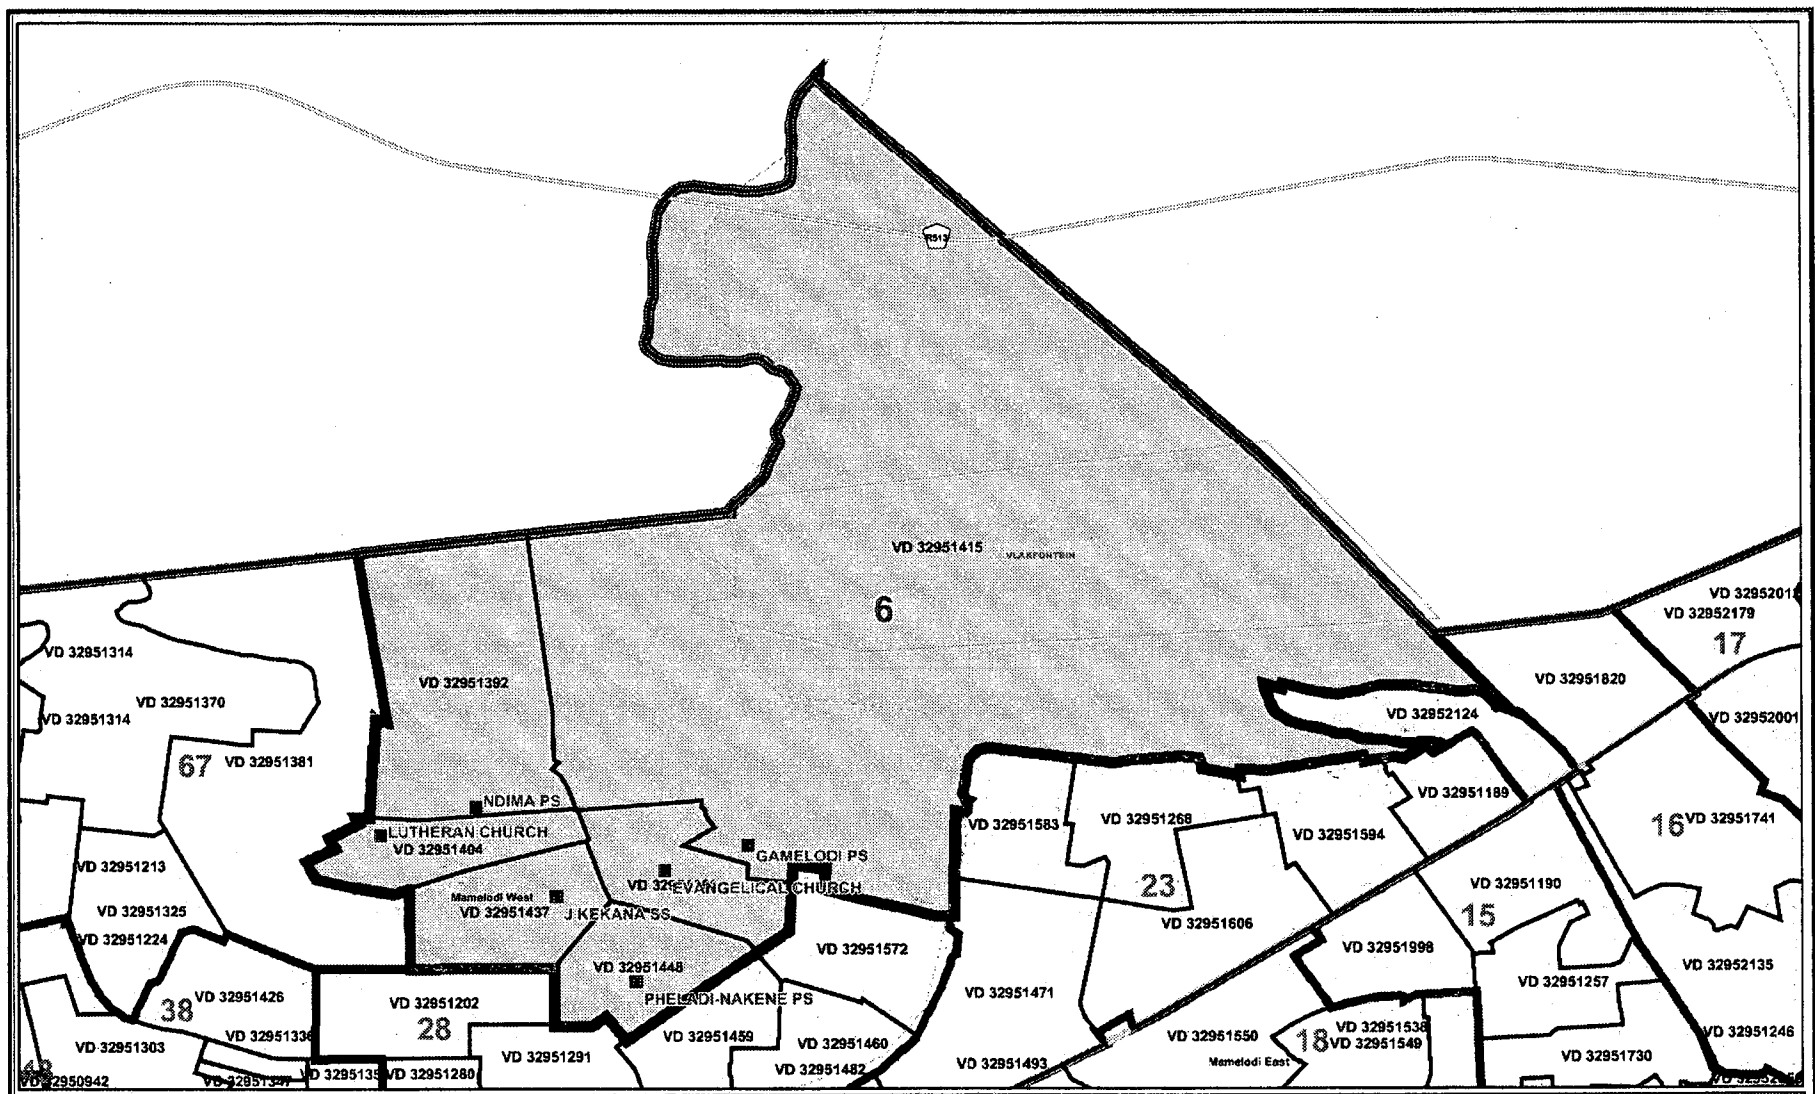 R513
VD 32951415
VLAKFONTEIN
6
VD 32952179
17
VD 32951314
VD 32951392
VD 32951820
VD 32951370
VD 32951314
VD 32952124
VD 32952001
67
VD 32951381
VD 32951189
NDIMA PS
LUTHERAN CHURCH
VD 32951404
VD 32951583
VD 32951268
VD 32951594
16
VD 32951741
GAMELODI PS
VD 32951213
EVANGELICAL CHURCH
23
VD 32951190
Mamelodi West
VD 32951437
J KEKANA SS
VD 32951325
15
VD 32951606
VD 32951224
VD 32951572
VD 32951998
VD 32951448
VD 32952135
PHELADI-NAKENE PS
VD 32951257
VD 32951426
VD 32951202
VD 32951471
38
28
VD 32951336
VD 32951459
VD 32951460
VD 32951550
18
VD 32951538
VD 32951549
VD 32951246
VD 32951303
VD 32951291
VD 32951493
Mamelodi East
VD 32951730
VD 32951280
VD 32951482
VD 32950942